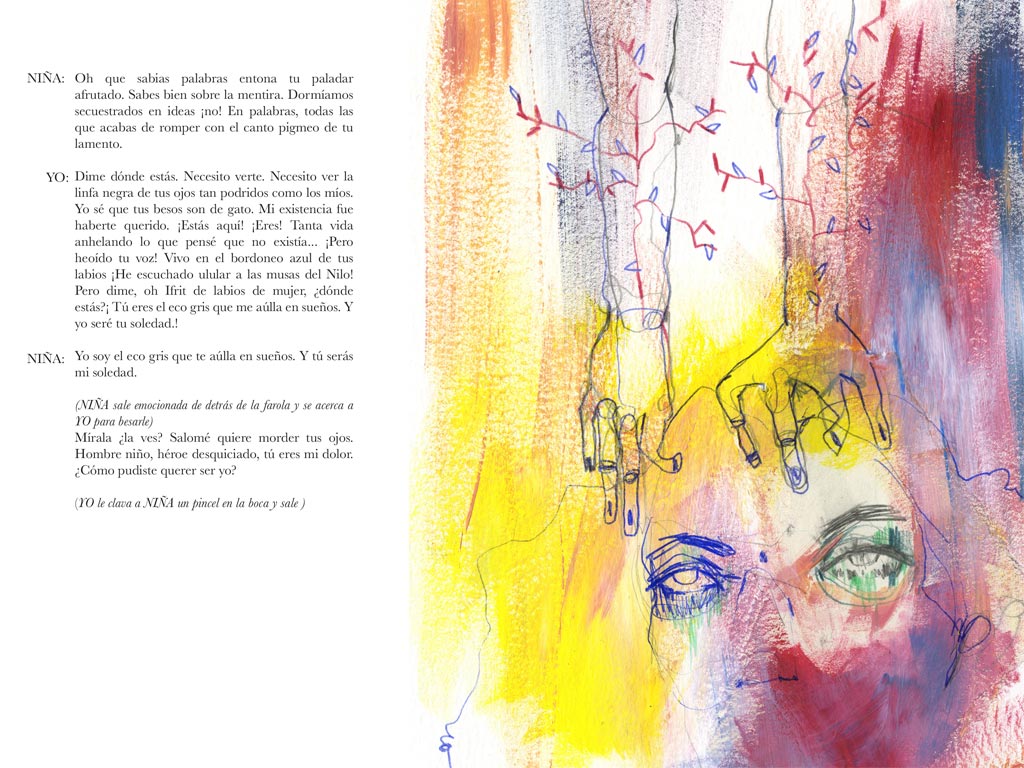 NIÑA: Oh que sabias palabras entona tu paladar
afrutado. Sabes bien sobre la mentira. Dormíamos
secuestrados en ideas ¡no! En palabras, todas las
que acabas de romper con el canto pigmeo de tu
lamento.
YO: Dime dónde estás. Necesito verte. Necesito ver la
linfa negra de tus ojos tan podridos como los míos.
Yo sé que tus besos son de gato. Mi existencia fue
haberte querido. ¡Estás aquí! ¡Eres! Tanta vida
anhelando lo que pensé que no existía... ¡Pero
heoído tu voz! Vivo en el bordoneo azul de tus
labios ¡He escuchado ulular a las musas del Nilo!
Pero dime, oh Ifrit de labios de mujer, ¿dónde
estás?¡ Tú eres el eco gris que me aúlla en sueños. Y
yo seré tu soledad.!
NIÑA: Yo soy el eco gris que te aúlla en sueños. Y tú serás
mi soledad.
(NIÑA sale emocionada de detrás de la farola y se acerca a
YO para besarle)
Mírala ¿la ves? Salomé quiere morder tus ojos.
Hombre niño, héroe desquiciado, tú eres mi dolor.
¿Cómo pudiste querer ser yo?
(YO le clava a NIÑA un pincel en la boca y sale )